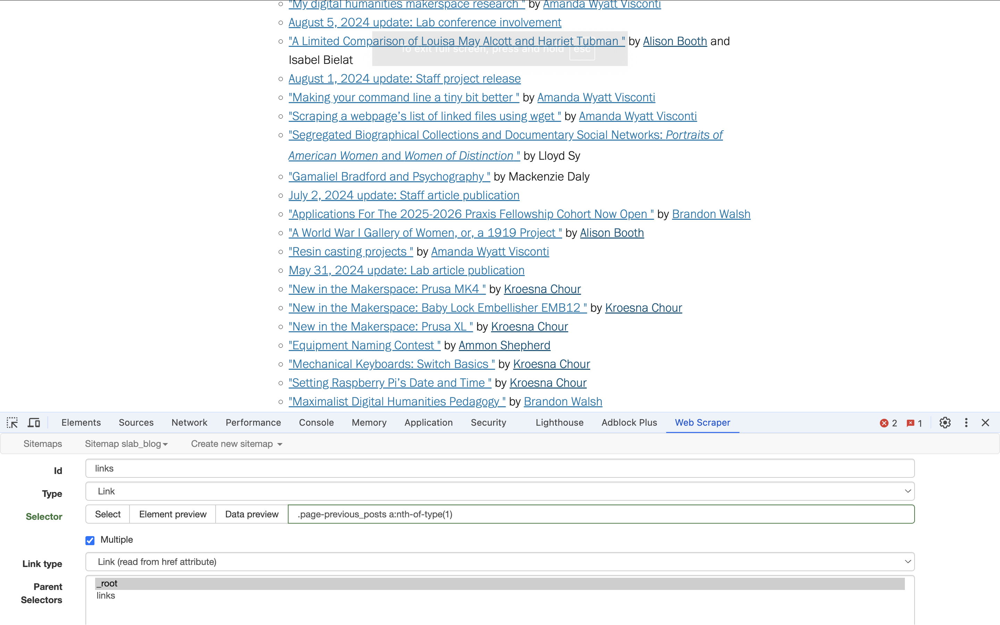 "My digital humanities makerspace research " by Amanda Wyatt Visconti
August 5, 2024 update: Lab conference involvement
"A Limited Comparison of Louisa May Alcott and Harriet Tubman " by Alison Booth and
To exit full screen, press and hold esc
Isabel Bielat
August 1, 2024 update: Staff project release
"Making your command line a tiny bit better " by Amanda Wyatt Visconti
"Scraping a webpage’s list of linked files using wget " by Amanda Wyatt Visconti
"Segregated Biographical Collections and Documentary Social Networks: Portraits of
American Women and Women of Distinction " by Lloyd Sy
"Gamaliel Bradford and Psychography " by Mackenzie Daly
July 2, 2024 update: Staff article publication
"Applications For The 2025-2026 Praxis Fellowship Cohort Now Open " by Brandon Walsh
"A World War I Gallery of Women, or, a 1919 Project " by Alison Booth
"Resin casting projects " by Amanda Wyatt Visconti
May 31, 2024 update: Lab article publication
"New in the Makerspace: Prusa MK4 " by Kroesna Chour
"New in the Makerspace: Baby Lock Embellisher EMB12 " by Kroesna Chour
"New in the Makerspace: Prusa XL " by Kroesna Chour
"Equipment Naming Contest " by Ammon Shepherd
"Mechanical Keyboards: Switch Basics " by Kroesna Chour
"Setting Raspberry Pi’s Date and Time " by Kroesna Chour
"Maximalist Digital Humanities Pedagogy " by Brandon Walsh
Elements Sources Network Performance Console Memory Application Security Lighthouse Adblock Plus Web Scraper 2 1
Sitemaps Sitemap slab_blog Create new sitemap
Id links
Type Link
Selector Select Element preview Data preview .page-previous_posts a:nth-of-type(1)
Multiple
Link type Link (read from href attribute)
Parent Selectors _root
links